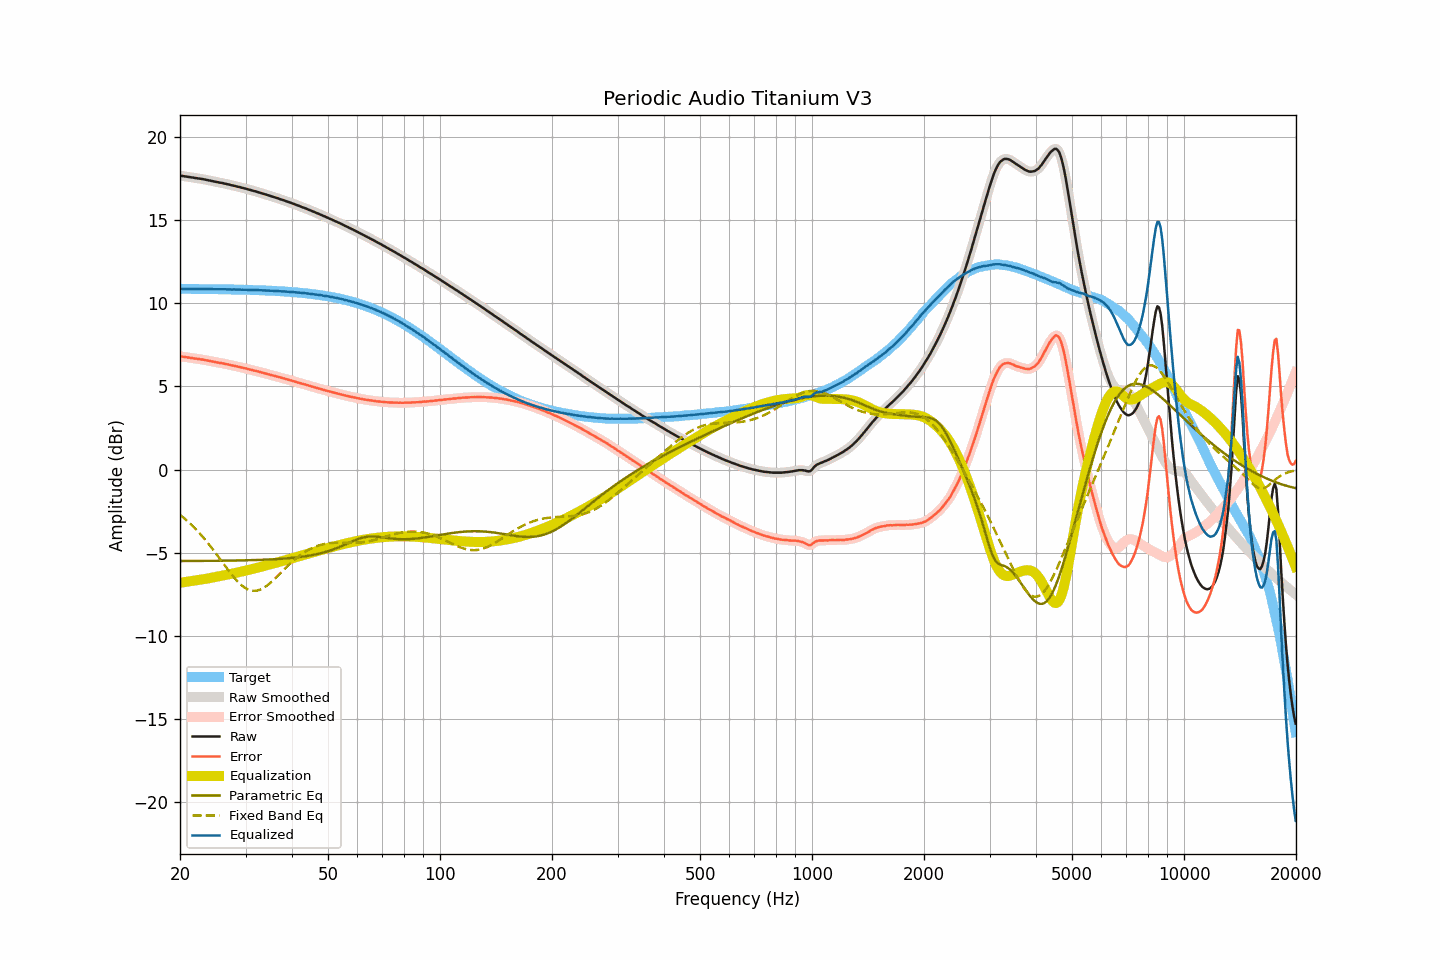 Periodic Audio Titanium V3
Amplitude (dBr)
20
15
10
5
0
−5
−10
−15
−20
Target
Raw Smoothed
Error Smoothed
Raw
Error
Equalization
Parametric Eq
Fixed Band Eq
Equalized
20 50 100 200 500 1000 2000 5000 10000 20000
Frequency (Hz)